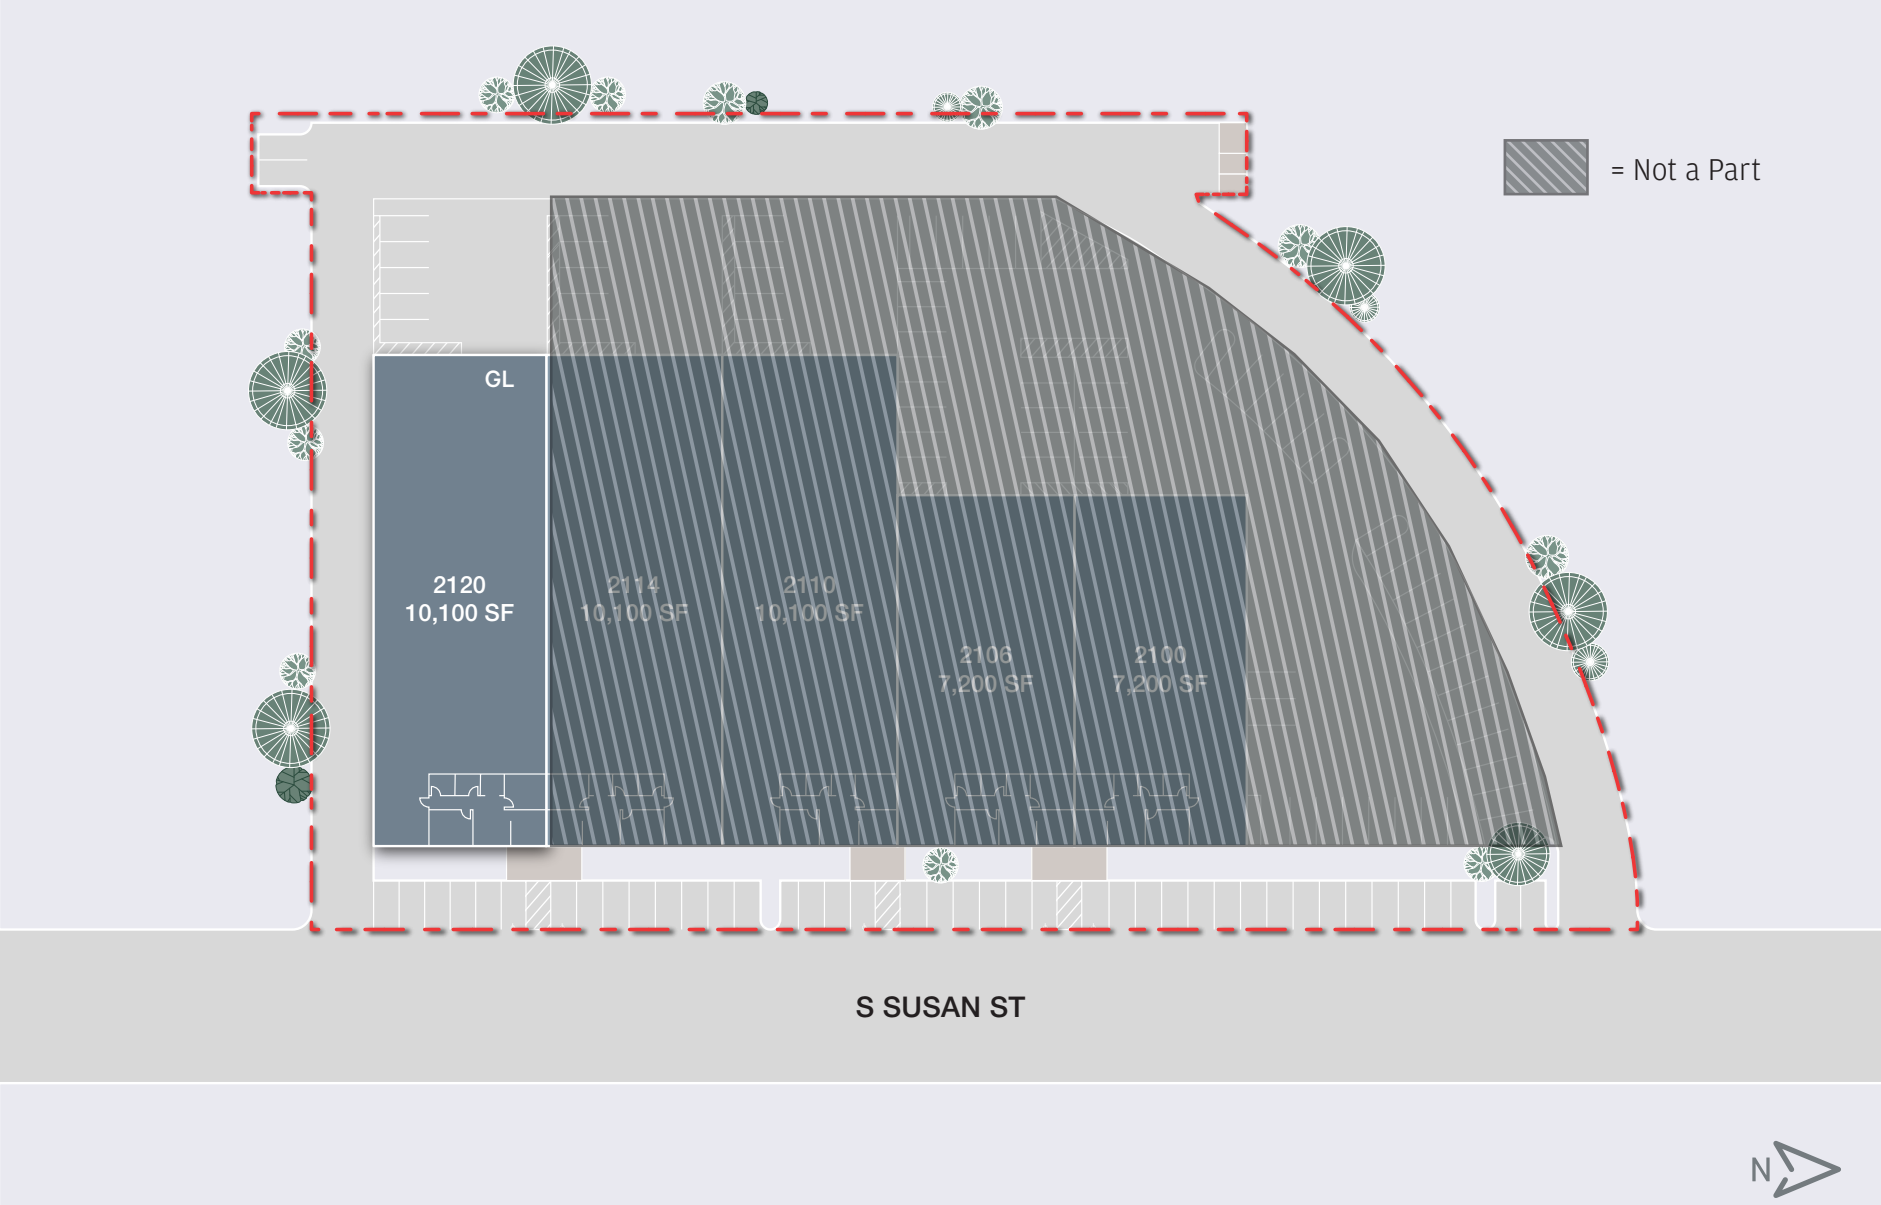 = Not a Part
GL
2120
10,100 SF
2114
10,100 SF
2110
10,100 SF
2106
7,200 SF
2100
7,200 SF
S SUSAN ST
N